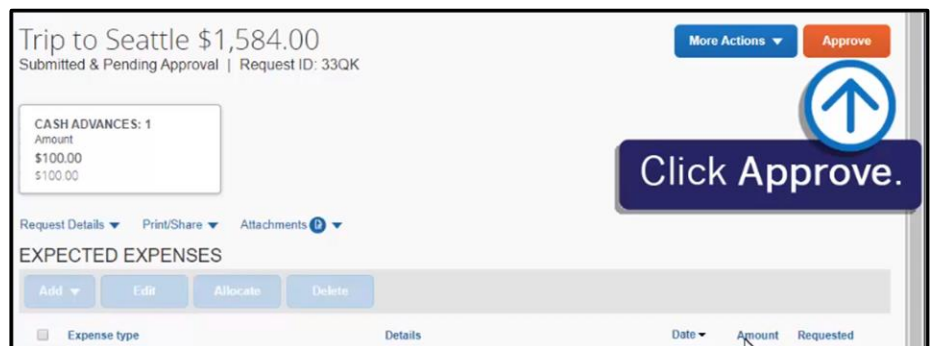 Trip to Seattle $1,584.00
More Actions
Approve
Submitted & Pending Approval | Request ID: 33QK
CASH ADVANCES: 1
Amount
$100.00
$100.00
Click Approve.
Request Details Print/Share Attachments
EXPECTED EXPENSES
Add Edit Allocate Delete
Expense type Details Date Amount Requested